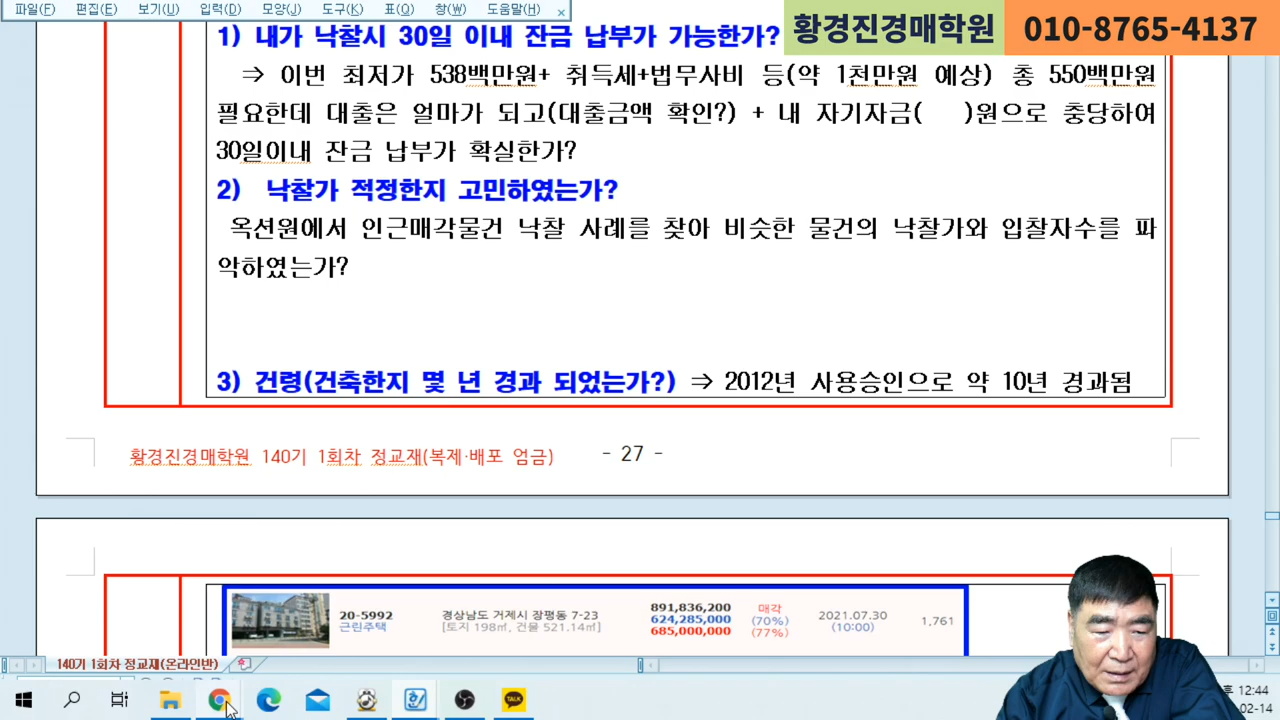 파일(F) 편집(E) 보기(U) 입력(D) 모양(J) 도구(K) 표(Q) 창(W) 도움말(H)
황경진경매학원 010-8765-4137
1) 내가 낙찰시 30일 이내 잔금 납부가 가능한가?
⇒ 이번 최저가 538백만원+ 취득세+법무사비 등(약 1천만원 예상) 총 550백만원
필요한데 대출은 얼마가 되고(대출금액 확인?) + 내 자기자금( )원으로 충당하여
30일이내 잔금 납부가 확실한가?
2) 낙찰가 적정한지 고민하였는가?
옥션원에서 인근매각물건 낙찰 사례를 찾아 비슷한 물건의 낙찰가와 입찰자수를 파
악하였는가?
3) 건령(건축한지 몇 년 경과 되었는가?) ⇒ 2012년 사용승인으로 약 10년 경과됨
황경진경매학원 140기 1회차 정교재(복제·배포 엄금) - 27 -
20-5992
근린주택
경상남도 거제시 장평동 7-23
[토지 198㎡, 건물 521.14㎡]
891,836,200
624,285,000
685,000,000
매각
(70%)
(77%)
2021.07.30
(10:00)
1,761
140기 1회차 정교재(온라인반)
TALK
후 12:44
02-14